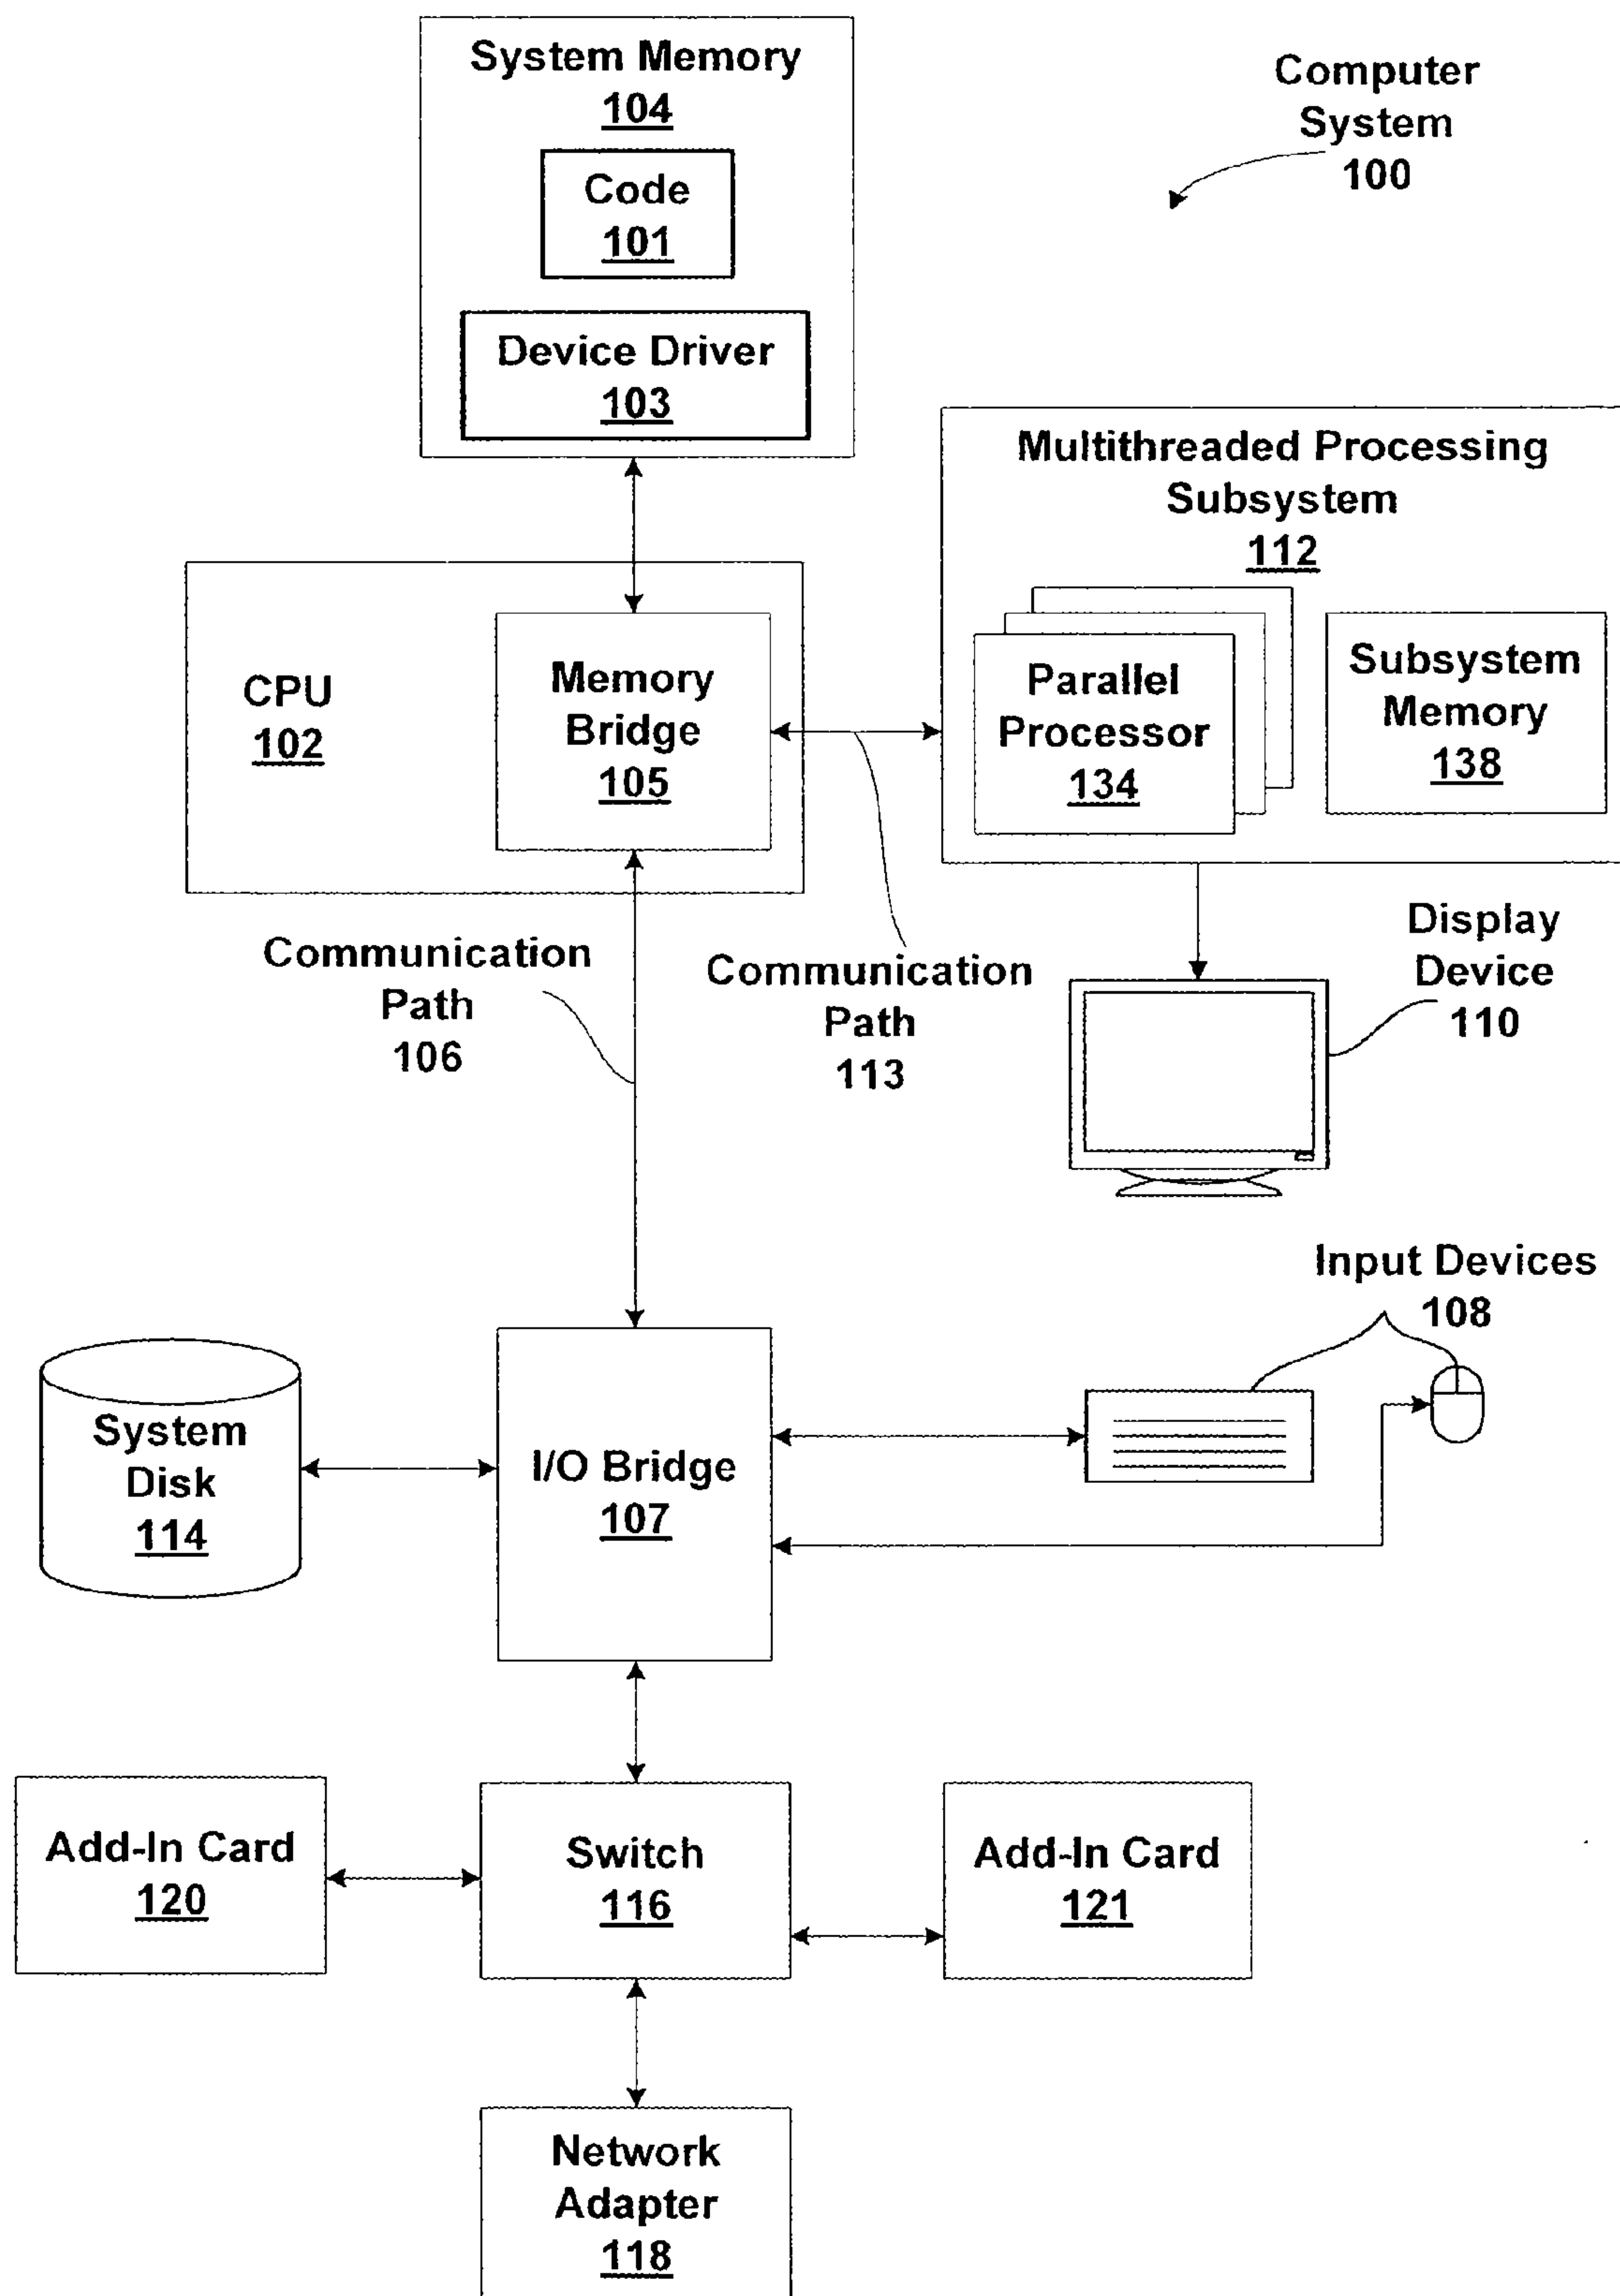 System Memory
104
Code
101
Device Driver
103
Computer
System
100
Multithreaded Processing
Subsystem
112
Parallel
Processor
134
Subsystem
Memory
138
CPU
102
Memory
Bridge
105
Communication
Path
106
Communication
Path
113
Display
Device
110
Input Devices
108
System
Disk
114
I/O Bridge
107
Add-In Card
120
Switch
116
Add-In Card
121
Network
Adapter
118